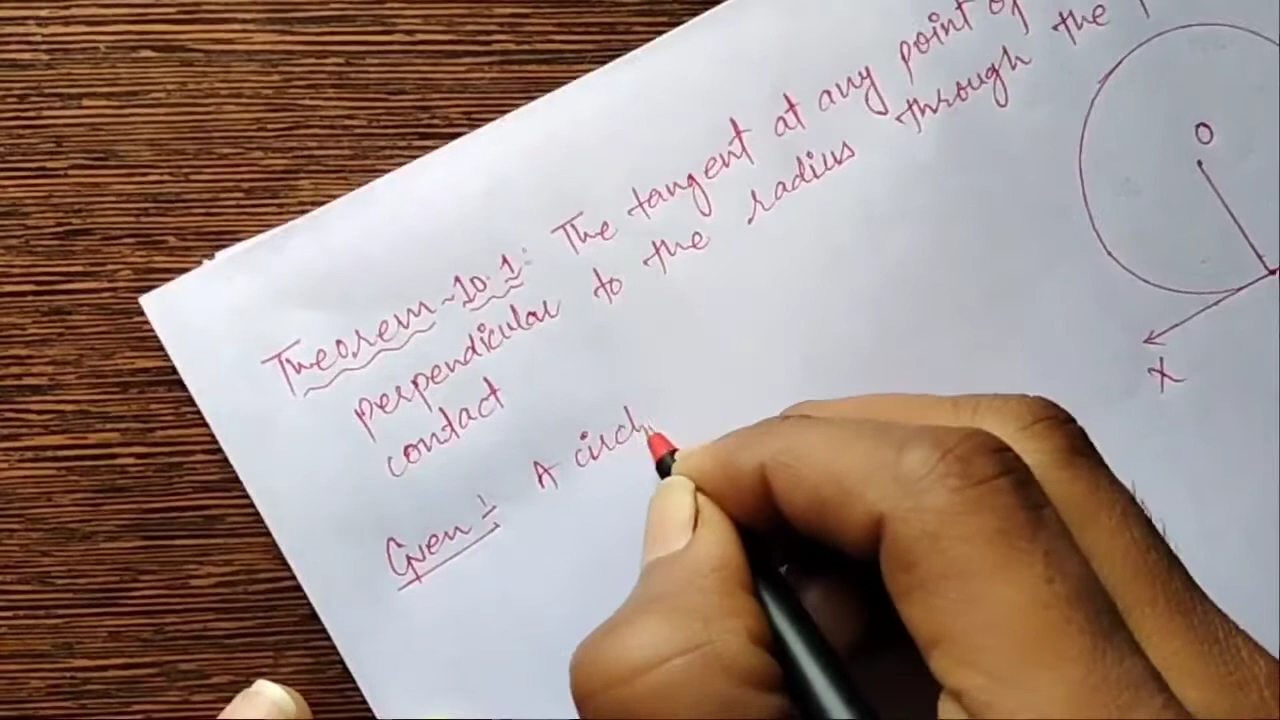 Theorem-10.1: The tangent at any point of
perpendicular to the radius through the
contact
Given :- A circl
O
X